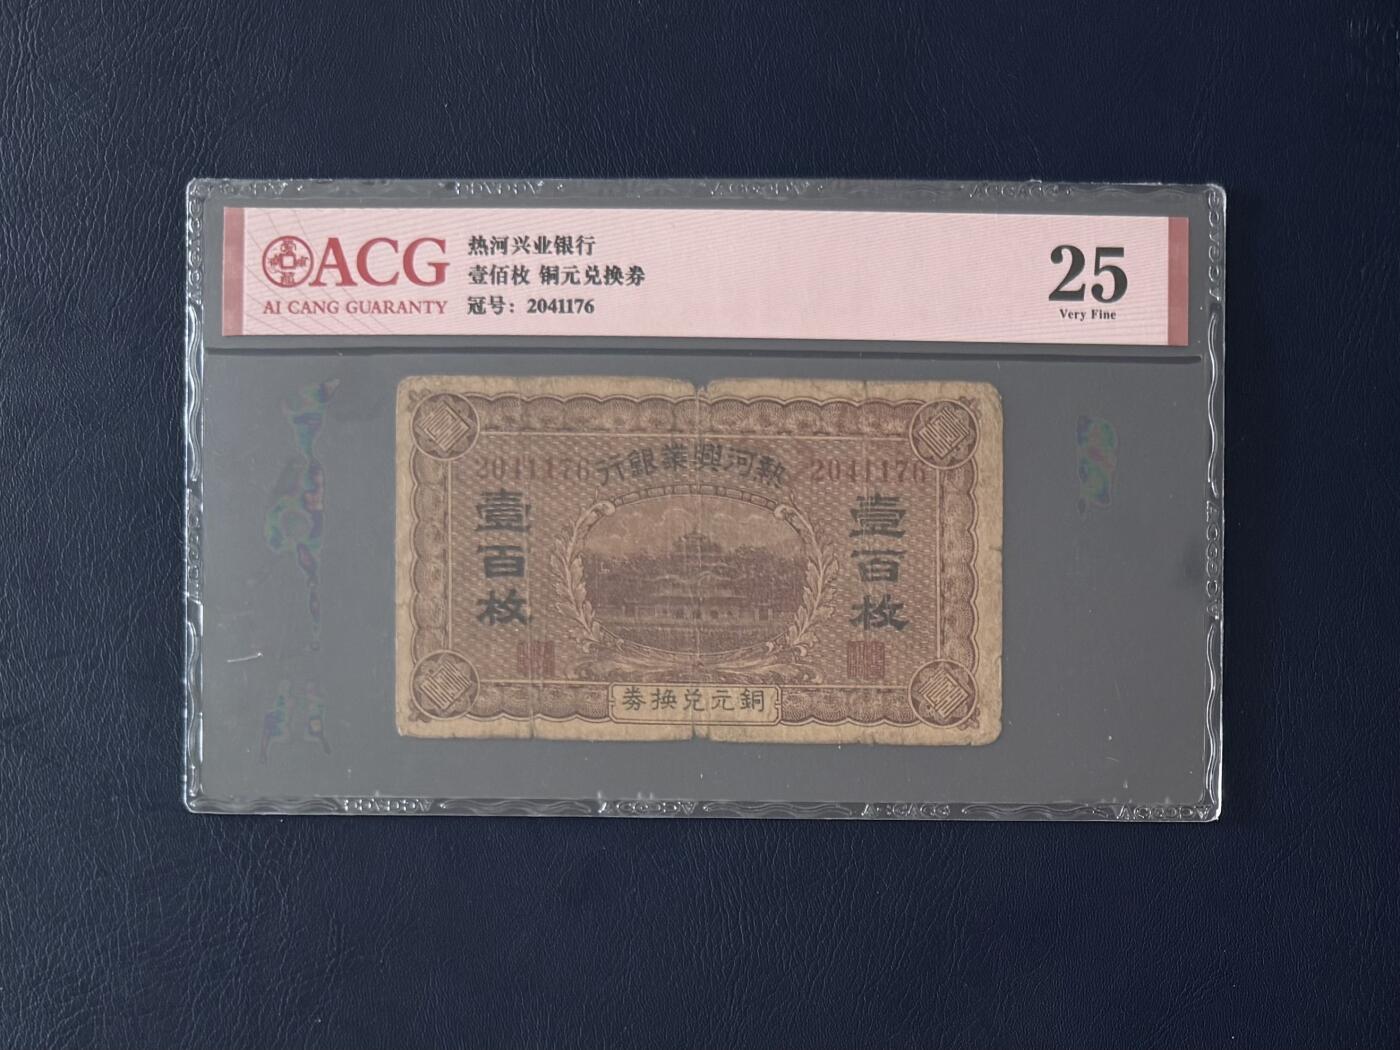 ACG
AI CANG GUARANTY
热河兴业银行
壹佰枚 铜元兑换券
冠号：2041176
25
Very Fine
行銀業興河熱
2041176
2041176
壹百枚
壹百枚
券換兌元銅